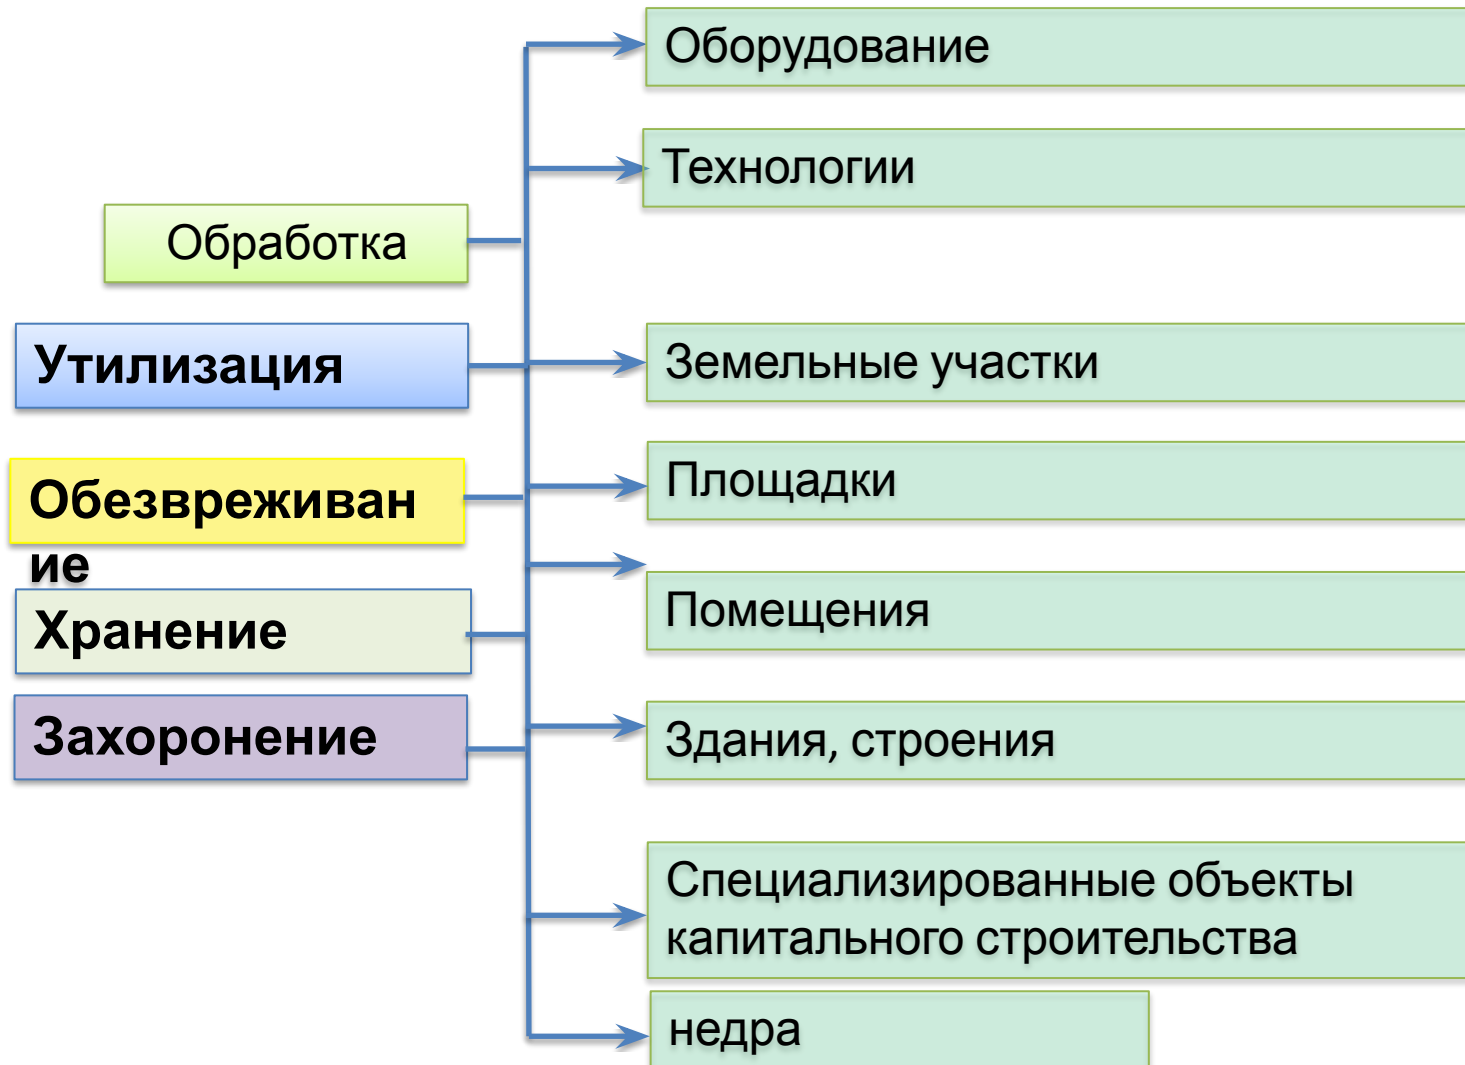 Обработка
Утилизация
Обезвреживан
ие
Хранение
Захоронение
Оборудование
Технологии
Земельные участки
Площадки
Помещения
Здания, строения
Специализированные объекты
капитального строительства
недра